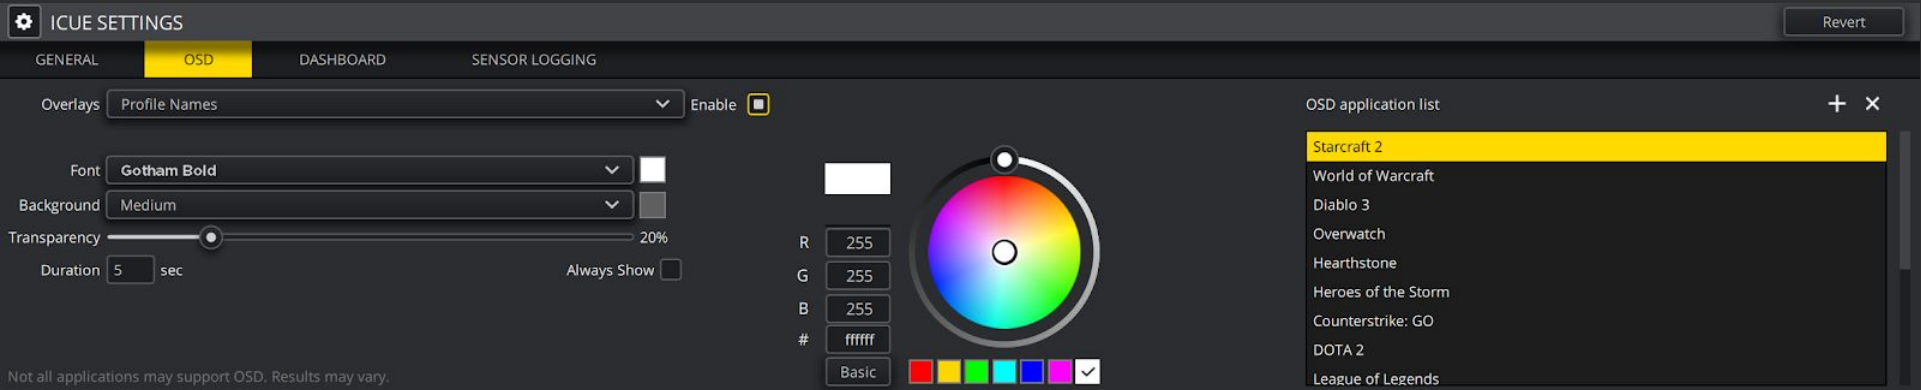 ICUE SETTINGS
Revert
GENERAL OSD DASHBOARD SENSOR LOGGING
Overlays Profile Names Enable
Font Gotham Bold
Background Medium
Transparency 20%
Duration 5 sec Always Show
Not all applications may support OSD. Results may vary.
R 255
G 255
B 255
# ffffff
Basic
OSD application list
Starcraft 2
World of Warcraft
Diablo 3
Overwatch
Hearthstone
Heroes of the Storm
Counterstrike: GO
DOTA 2
League of Legends